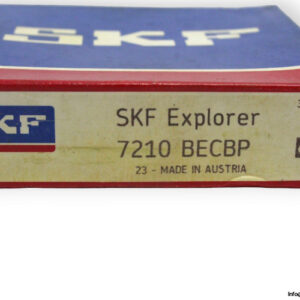 SKF
SKF
SKF Explorer
7210 BECBP
23 - MADE IN AUSTRIA